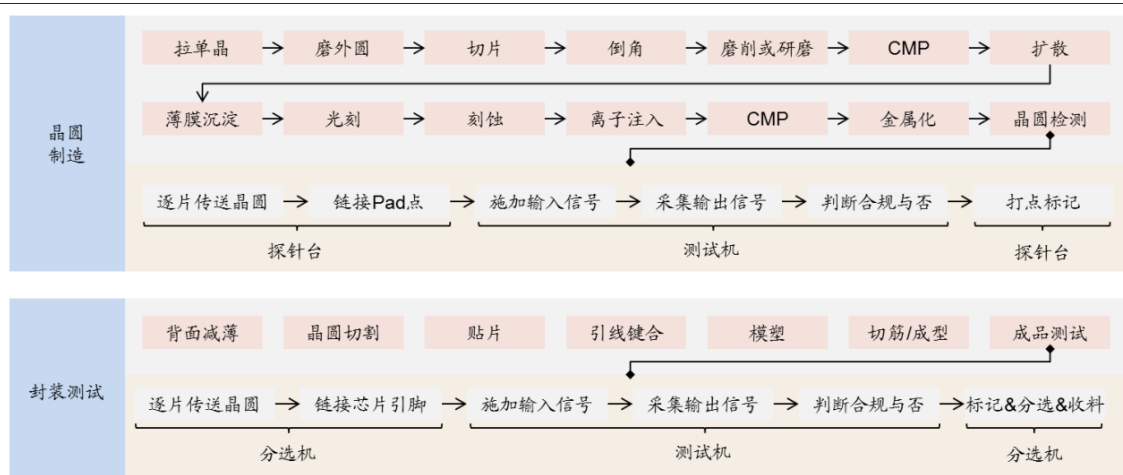 晶圆
制造
拉单晶
磨外圆
切片
倒角
磨削或研磨
CMP
扩散
薄膜沉淀
光刻
刻蚀
离子注入
CMP
金属化
晶圆检测
逐片传送晶圆
链接Pad点
施加输入信号
采集输出信号
判断合规与否
打点标记
探针台
测试机
探针台
封装测试
背面减薄
晶圆切割
贴片
引线键合
模塑
切筋/成型
成品测试
逐片传送晶圆
链接芯片引脚
施加输入信号
采集输出信号
判断合规与否
标记&分选&收料
分选机
测试机
分选机